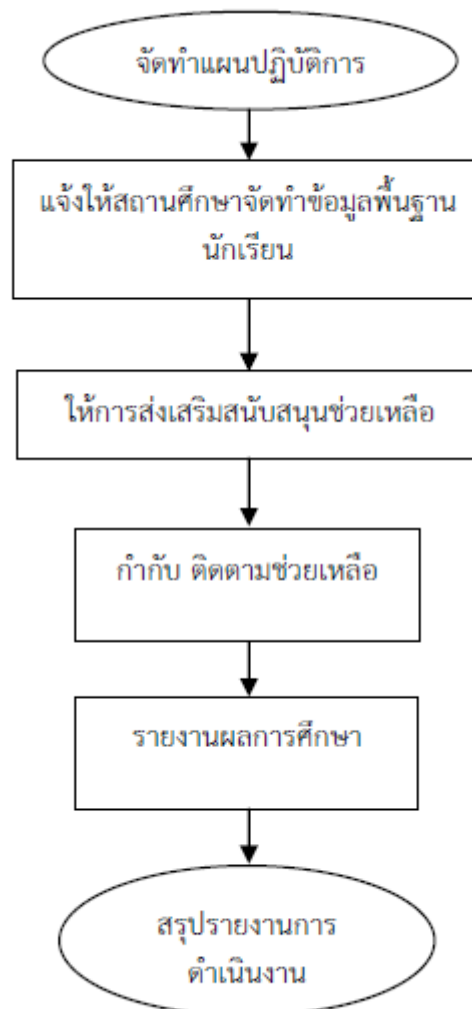 จัดทำแผนปฏิบัติการ
แจ้งให้สถานศึกษาจัดทำข้อมูลพื้นฐาน
นักเรียน
ให้การส่งเสริมสนับสนุนช่วยเหลือ
กำกับ ติดตามช่วยเหลือ
รายงานผลการศึกษา
สรุปรายงานการ
ดำเนินงาน